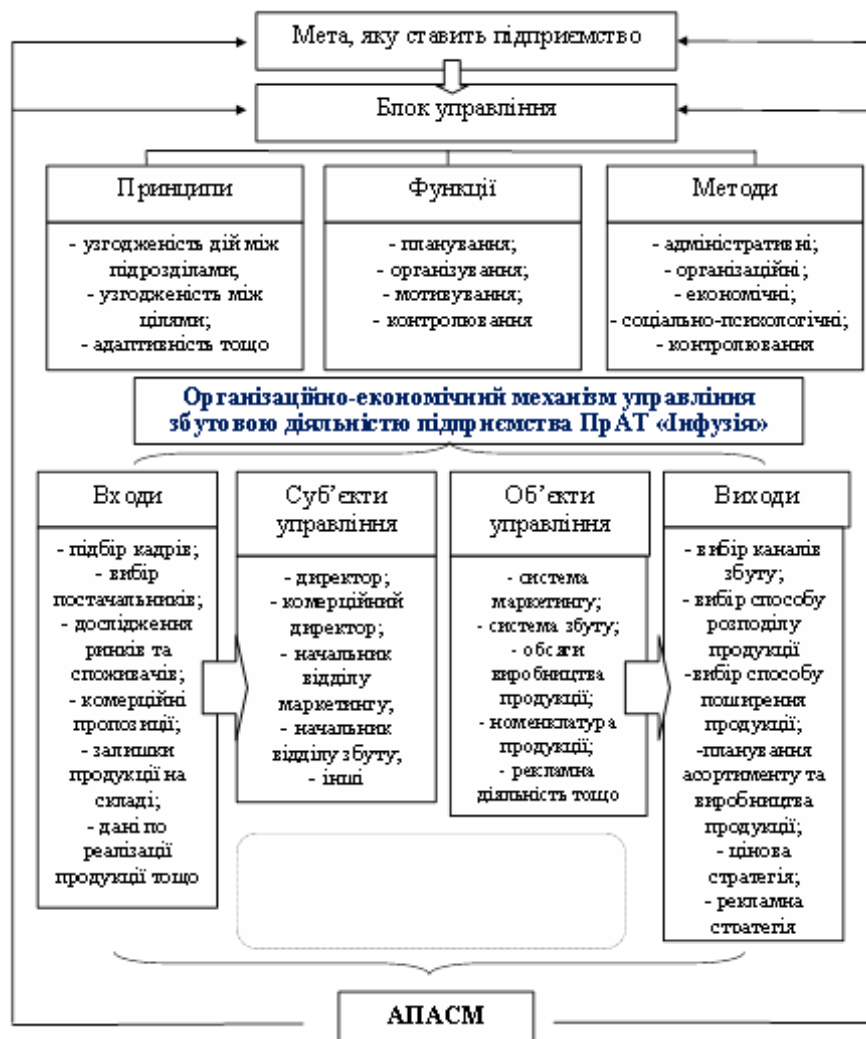 Мета, яку ставить підприємство
Блок управління
Принципи
- узгодженість дій між
підрозділами;
- узгодженість між
цілями;
- адаптивність тощо
Функції
- планування;
- організування;
- мотивування;
- контролювання
Методи
- адміністративні;
- організаційні;
- економічні;
- соціально-психологічні;
- контролювання
Організаційно-економічний механізм управління
збутовою діяльністю підприємства ПрАТ «Інфузія»
Входи
- підбір кадрів;
- вибір
постачальників;
- дослідження
ринків та
споживачів;
- комерційні
пропозиції;
- залишки
продукції на
складі;
- дані по
реалізації
продукції тощо
Суб’єкти
управління
- директор;
- комерційний
директор;
- начальник
відділу
маркетингу;
- начальник
відділу збуту;
- інші
Об’єкти
управління
- система
маркетингу;
- система збуту;
- обсяги
виробництва
продукції;
- номенклатура
продукції;
- рекламна
діяльність тощо
Виходи
- вибір каналів
збуту;
- вибір способу
розподілу
продукції
-вибір способу
поширення
продукції;
-планування
асортименту та
виробництва
продукції;
- цінова
стратегія;
- рекламна
стратегія
АПАСМ